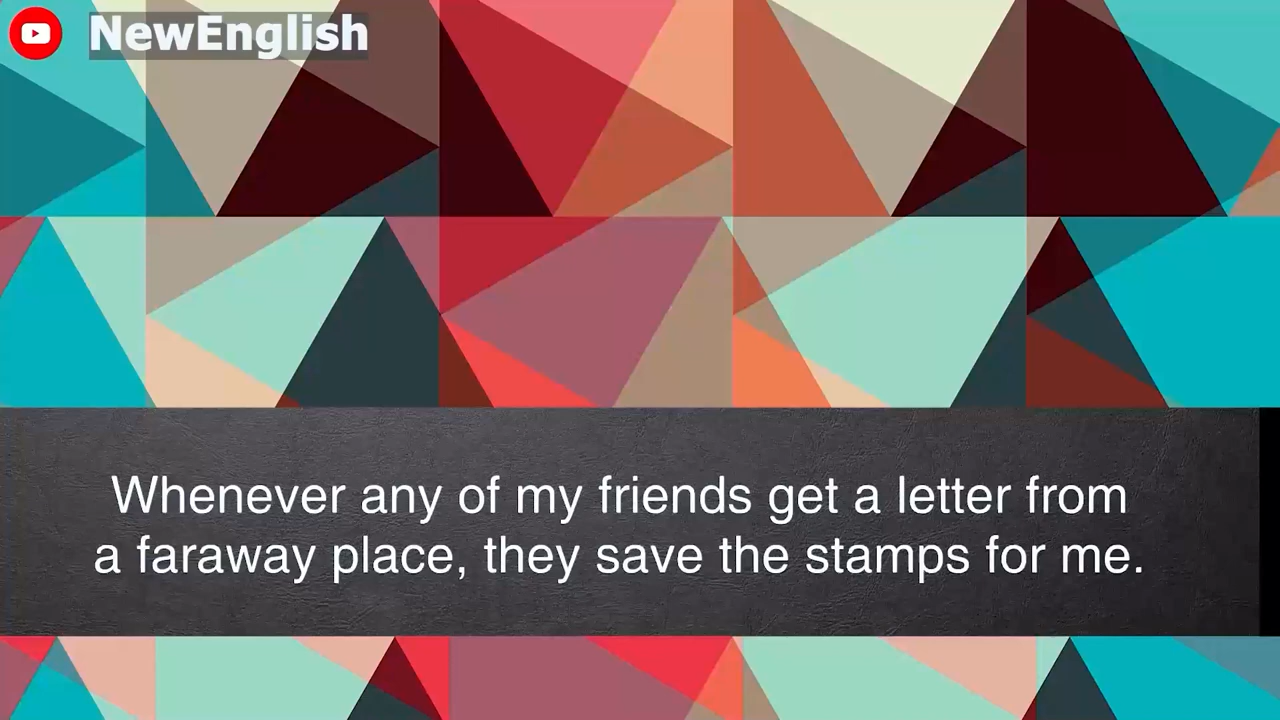 NewEnglish
Whenever any of my friends get a letter from
a faraway place, they save the stamps for me.